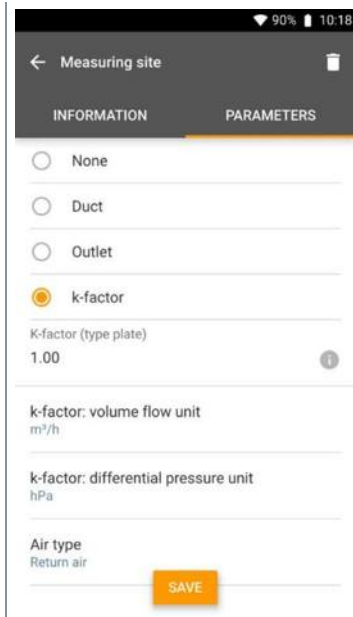 90% 10:18
Measuring site
INFORMATION PARAMETERS
None
Duct
Outlet
k-factor
K-factor (type plate)
1.00
k-factor: volume flow unit
m³/h
k-factor: differential pressure unit
hPa
Air type
Return air
SAVE